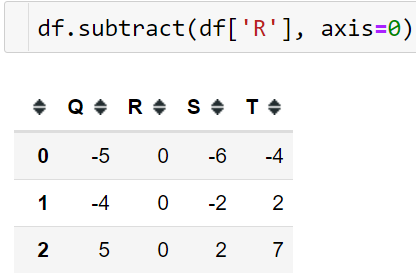 df.subtract(df['R'], axis=0)
Q R S T
0 -5 0 -6 -4
1 -4 0 -2 2
2 5 0 2 7